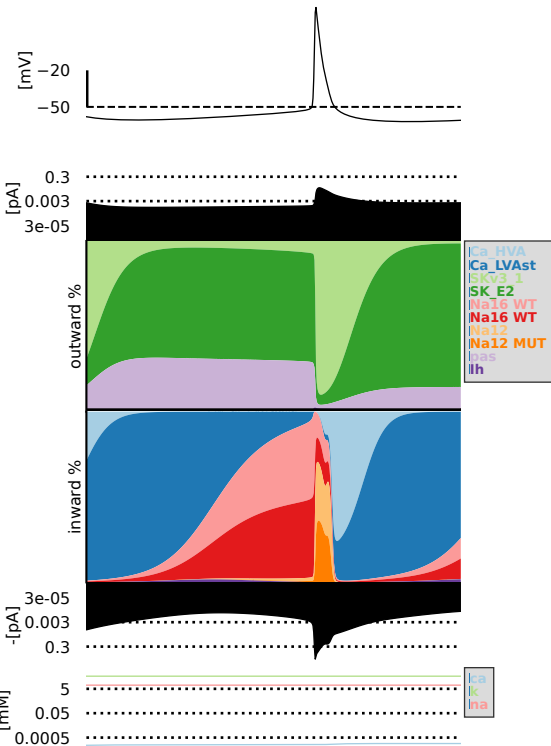 [mV]
−20
−50
[pA]
0.3
0.003
3e-05
outward %
Ca_HVA
Ca_LVAst
SKv3_1
SK_E2
Na16 WT
Na16 WT
Na12
Na12 MUT
pas
Ih
inward %
-[pA]
3e-05
0.003
0.3
[mM]
5
0.05
0.0005
ca
k
na